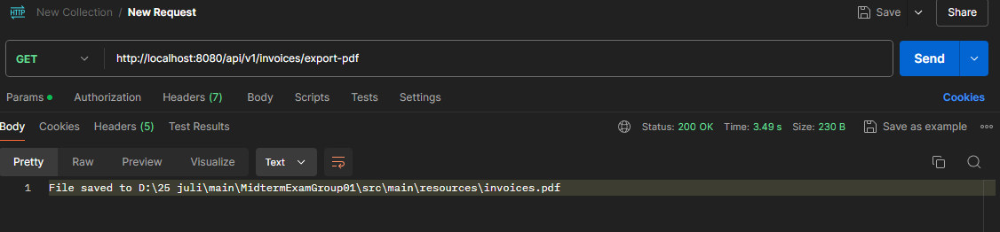 HTTP New Collection / New Request Save Share
GET http://localhost:8080/api/v1/invoices/export-pdf Send
Params Authorization Headers (7) Body Scripts Tests Settings Cookies
Body Cookies Headers (5) Test Results Status: 200 OK Time: 3.49 s Size: 230 B Save as example
Pretty Raw Preview Visualize Text
1 File saved to D:\25 juli\main\MidtermExamGroup01\src\main\resources\invoices.pdf